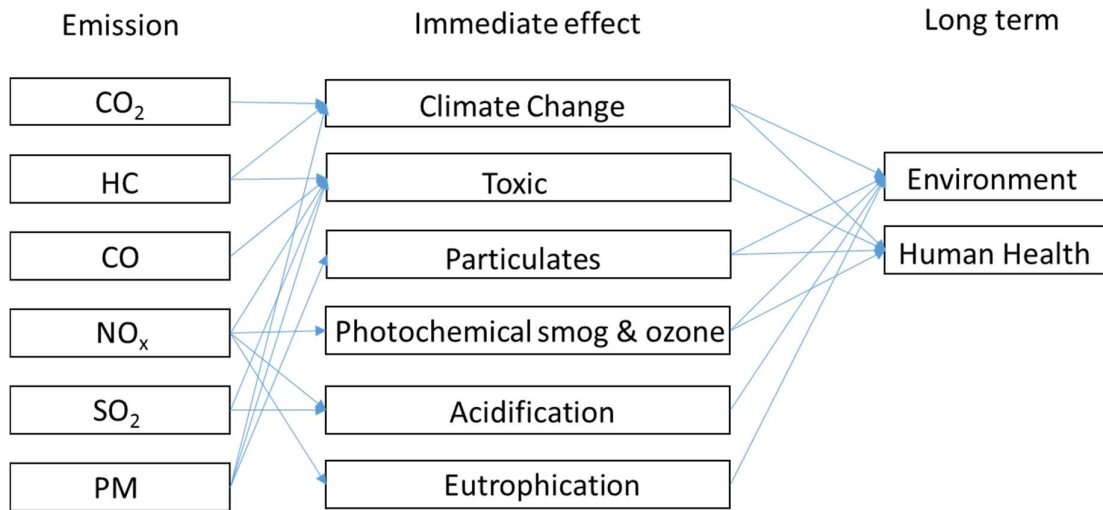 Emission
Immediate effect
Long term
CO₂
HC
CO
NOₓ
SO₂
PM
Climate Change
Toxic
Particulates
Photochemical smog & ozone
Acidification
Eutrophication
Environment
Human Health